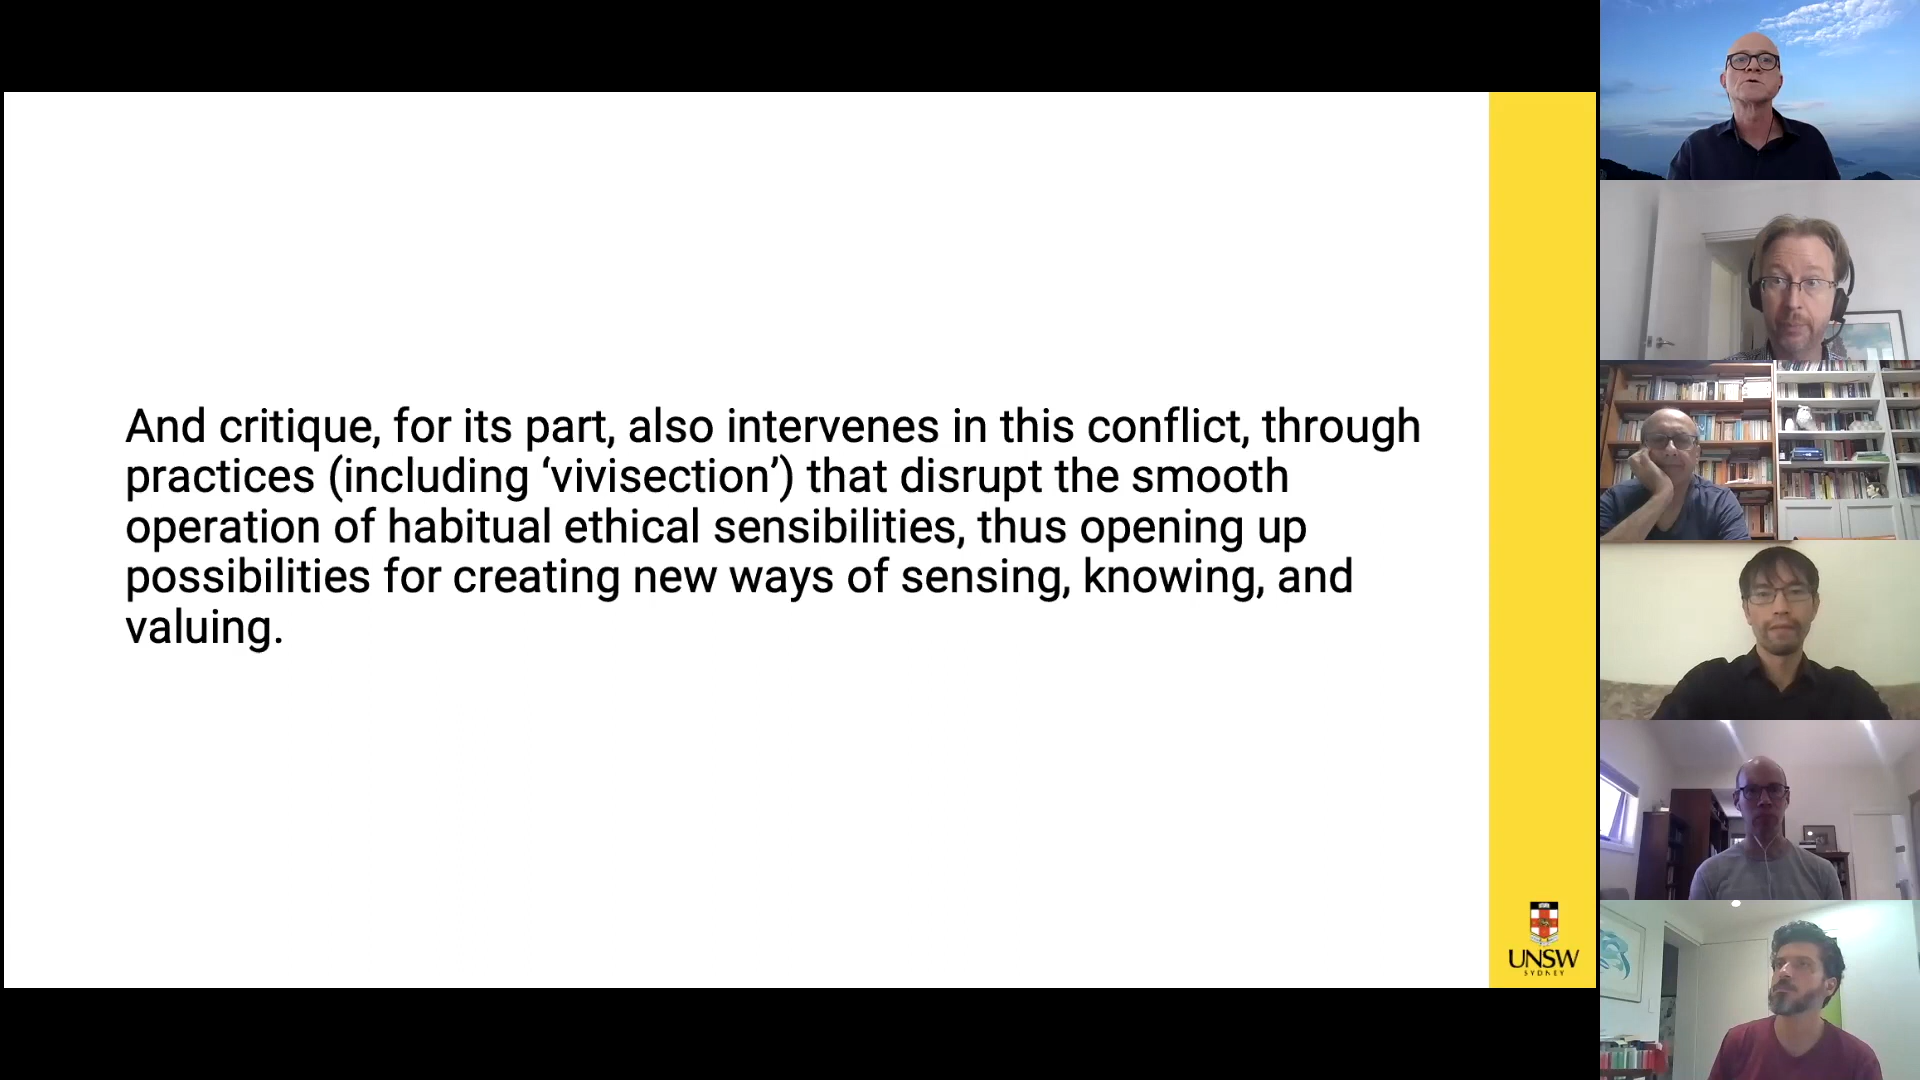 And critique, for its part, also intervenes in this conflict, through
practices (including ‘vivisection’) that disrupt the smooth
operation of habitual ethical sensibilities, thus opening up
possibilities for creating new ways of sensing, knowing, and
valuing.
UNSW
SYDNEY